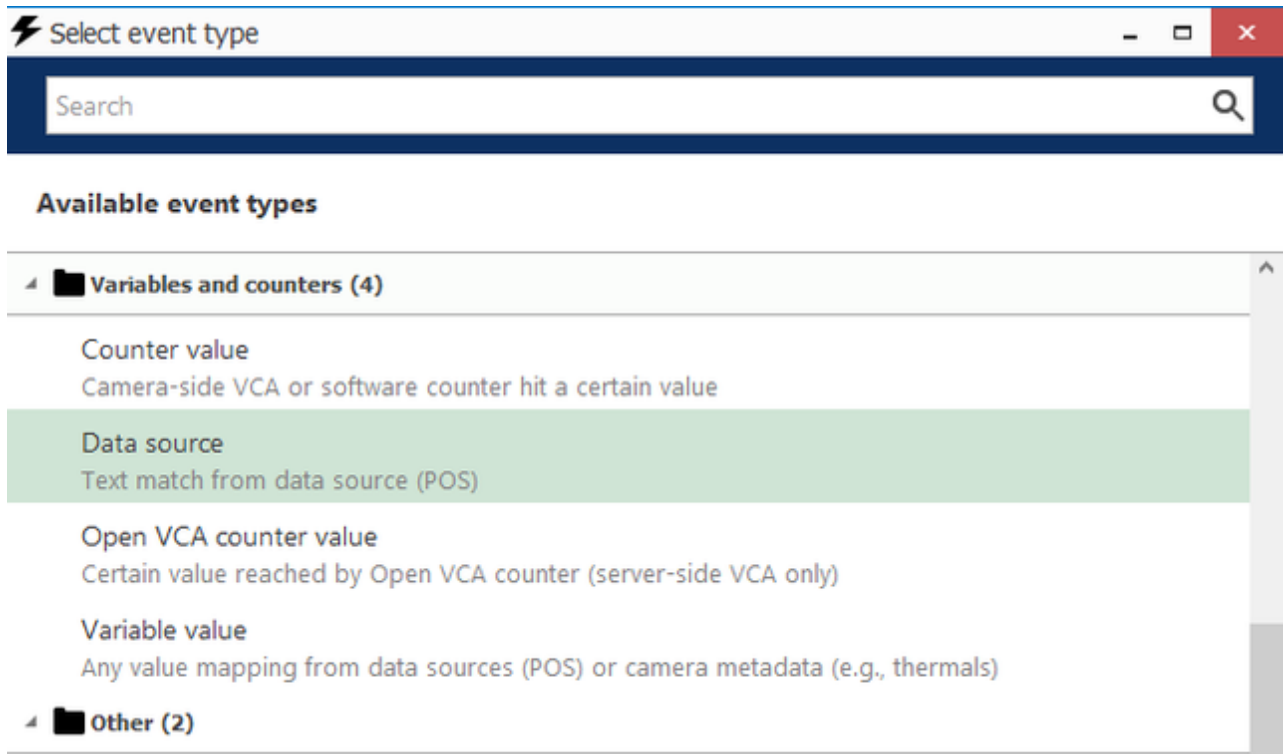 Select event type
Search
Available event types
Variables and counters (4)
Counter value
Camera-side VCA or software counter hit a certain value
Data source
Text match from data source (POS)
Open VCA counter value
Certain value reached by Open VCA counter (server-side VCA only)
Variable value
Any value mapping from data sources (POS) or camera metadata (e.g., thermals)
Other (2)